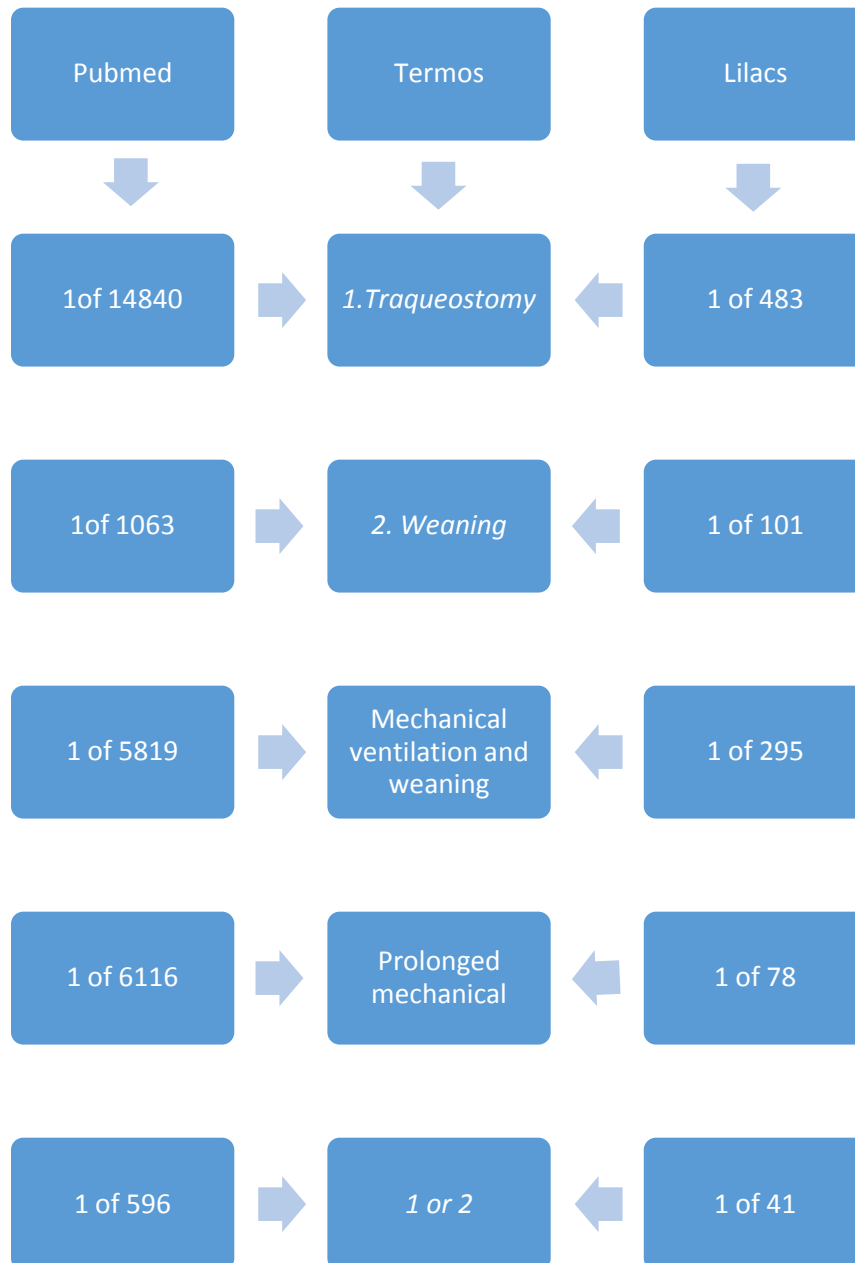 Pubmed
Termos
Lilacs
1of 14840
1.Traqueostomy
1 of 483
1of 1063
2. Weaning
1 of 101
1 of 5819
Mechanical
ventilation and
weaning
1 of 295
1 of 6116
Prolonged
mechanical
1 of 78
1 of 596
1 or 2
1 of 41